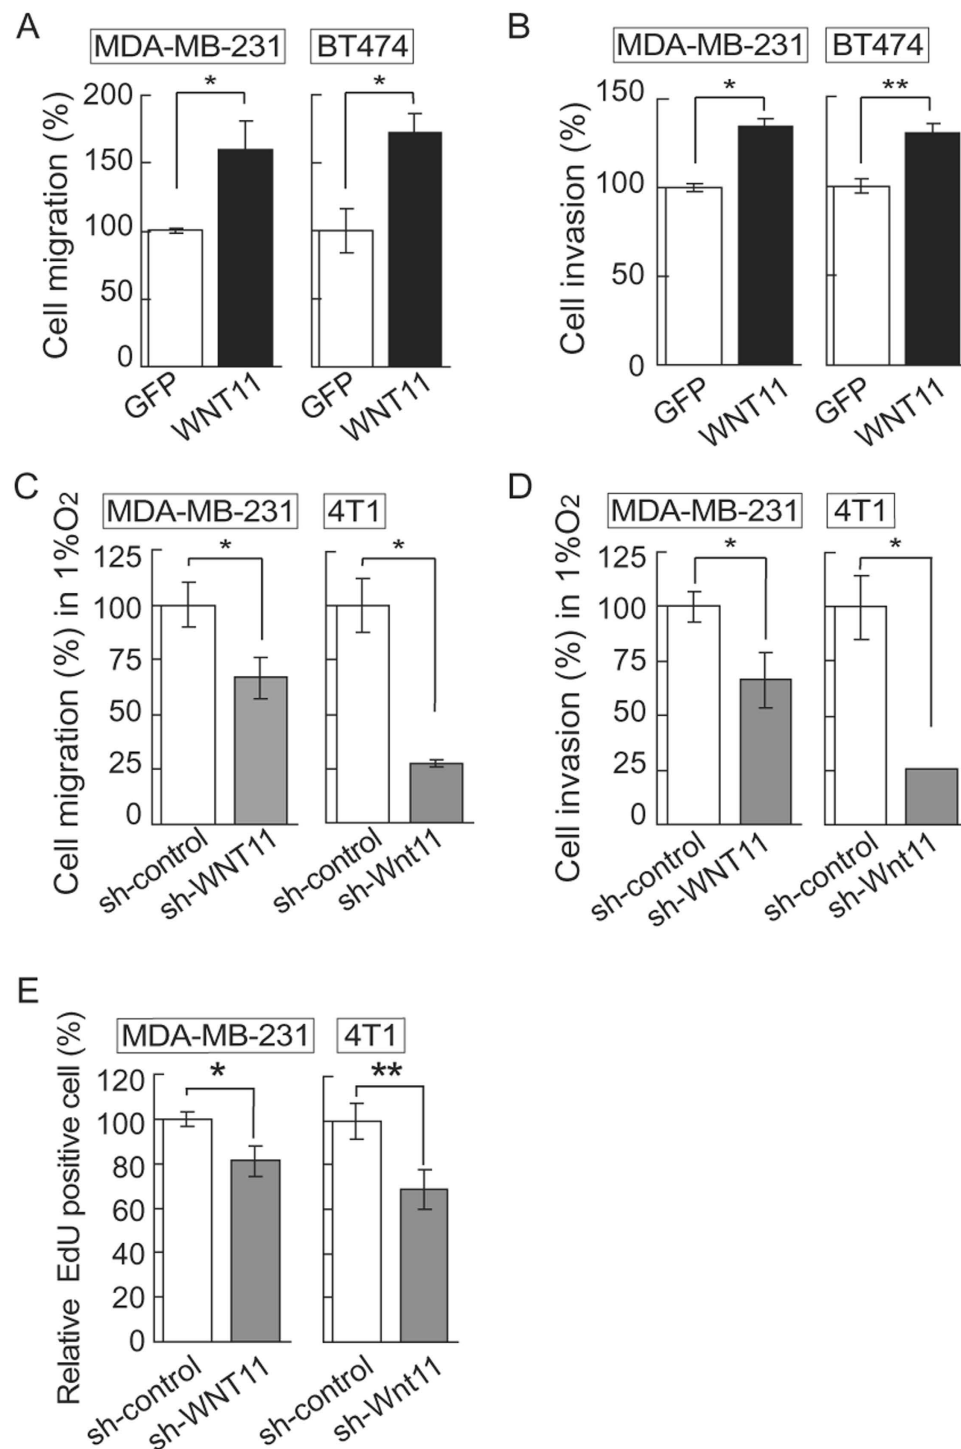 A
MDA-MB-231
BT474
Cell migration (%)
200
150
100
50
0
*
*
GFP
WNT11
GFP
WNT11
B
MDA-MB-231
BT474
Cell invasion (%)
150
100
50
0
*
**
GFP
WNT11
GFP
WNT11
C
MDA-MB-231
4T1
Cell migration (%) in 1%O2
125
100
75
50
25
0
*
*
sh-control
sh-WNT11
sh-control
sh-Wnt11
D
MDA-MB-231
4T1
Cell invasion (%) in 1%O2
125
100
75
50
25
0
*
*
sh-control
sh-WNT11
sh-control
sh-Wnt11
E
MDA-MB-231
4T1
Relative EdU positive cell (%)
120
100
80
60
40
20
0
*
**
sh-control
sh-WNT11
sh-control
sh-Wnt11